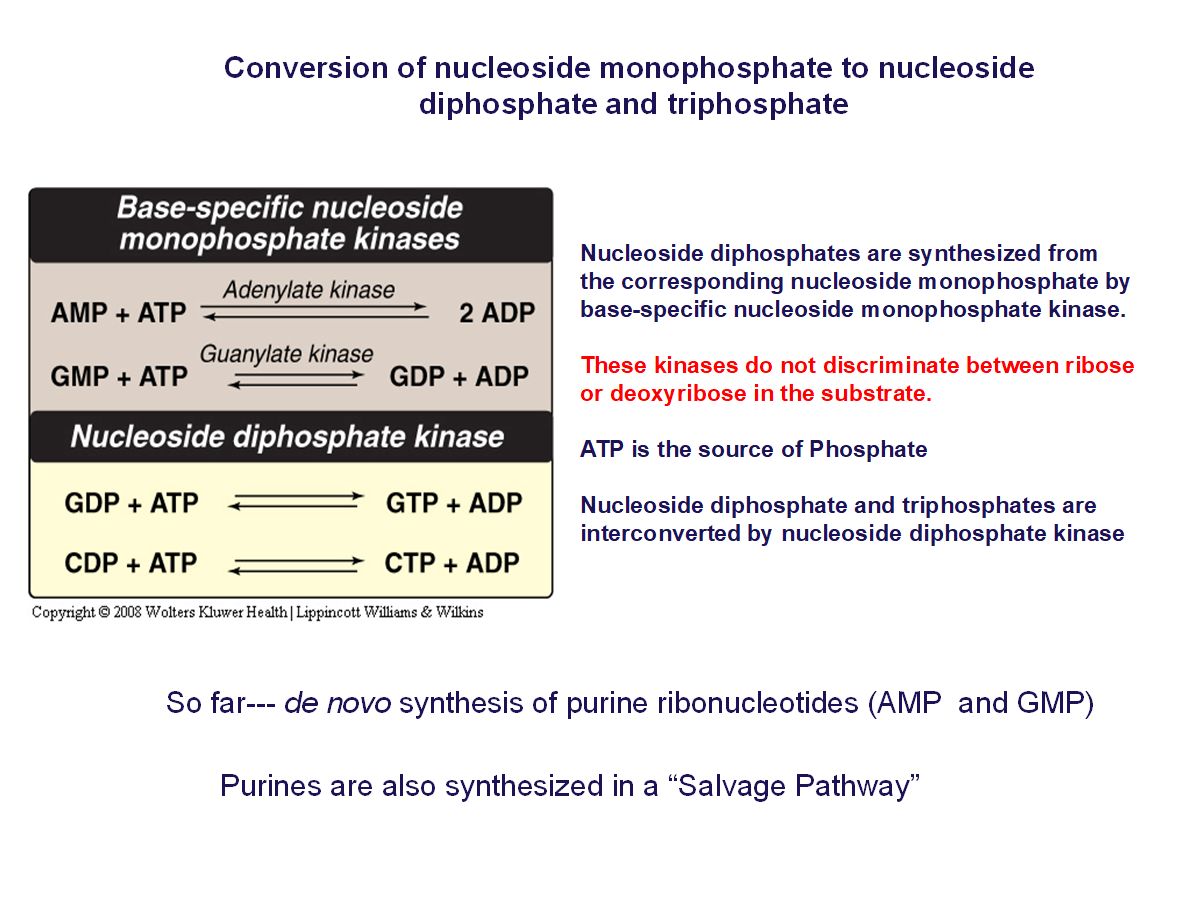 Conversion of nucleoside monophosphate to nucleoside
diphosphate and triphosphate
Base-specific nucleoside
monophosphate kinases
Adenylate kinase
AMP + ATP 2 ADP
Guanylate kinase
GMP + ATP GDP + ADP
Nucleoside diphosphate kinase
GDP + ATP GTP + ADP
CDP + ATP CTP + ADP
Copyright © 2008 Wolters Kluwer Health | Lippincott Williams & Wilkins
Nucleoside diphosphates are synthesized from
the corresponding nucleoside monophosphate by
base-specific nucleoside monophosphate kinase.
These kinases do not discriminate between ribose
or deoxyribose in the substrate.
ATP is the source of Phosphate
Nucleoside diphosphate and triphosphates are
interconverted by nucleoside diphosphate kinase
So far--- de novo synthesis of purine ribonucleotides (AMP and GMP)
Purines are also synthesized in a “Salvage Pathway”